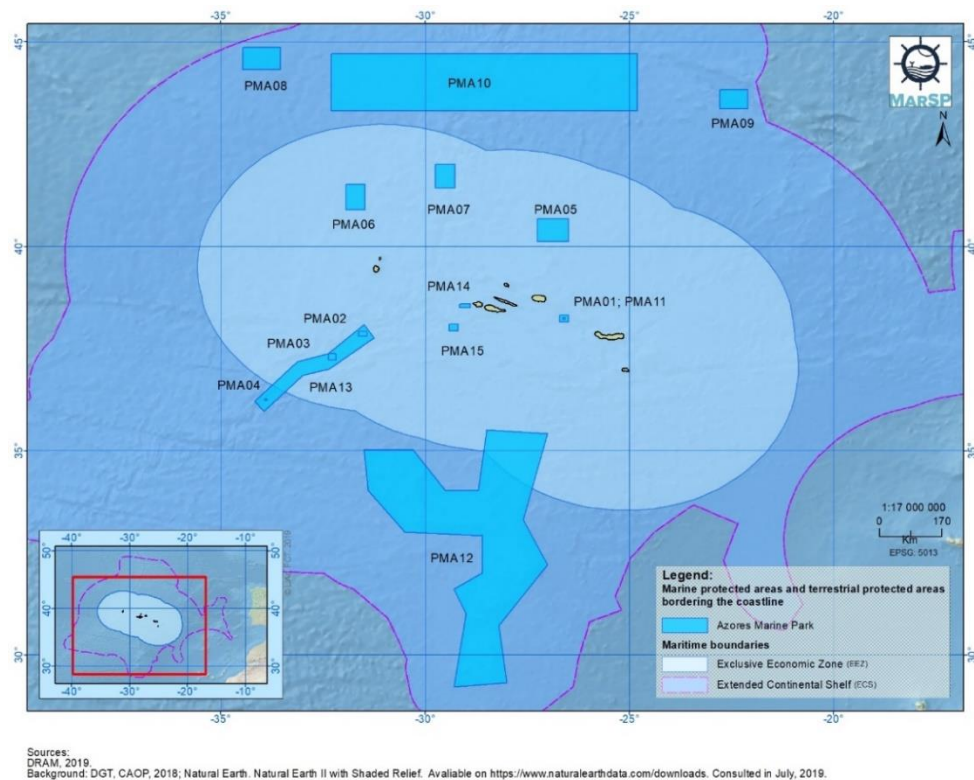 -35°
-30°
-25°
-20°
45°
45°
PMA08
PMA10
PMA09
MARSP
N
PMA06
PMA07
PMA05
40°
40°
PMA14
PMA01; PMA11
PMA02
PMA03
PMA15
PMA04
PMA13
35°
35°
1:17 000 000
0 170
Km
EPSG: 5013
PMA12
-40° -30° -20° -10°
50°
50°
40°
40°
30°
30°
-40° -30° -20° -10°
Legend:
Marine protected areas and terrestrial protected areas
bordering the coastline
Azores Marine Park
Maritime boundaries
Exclusive Economic Zone (EEZ)
Extended Continental Shelf (ECS)
30°
30°
-35°
-30°
-25°
-20°
Sources:
DRAM, 2019.
Background: DGT, CAOP, 2018; Natural Earth. Natural Earth II with Shaded Relief. Avaliable on https://www.naturalearthdata.com/downloads. Consulted in July, 2019.